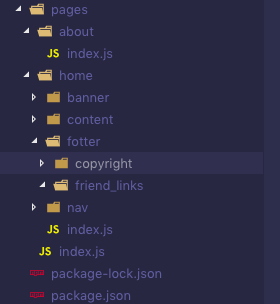 pages
about
JS index.js
home
banner
content
fotter
copyright
friend_links
nav
JS index.js
JS index.js
package-lock.json
package.json